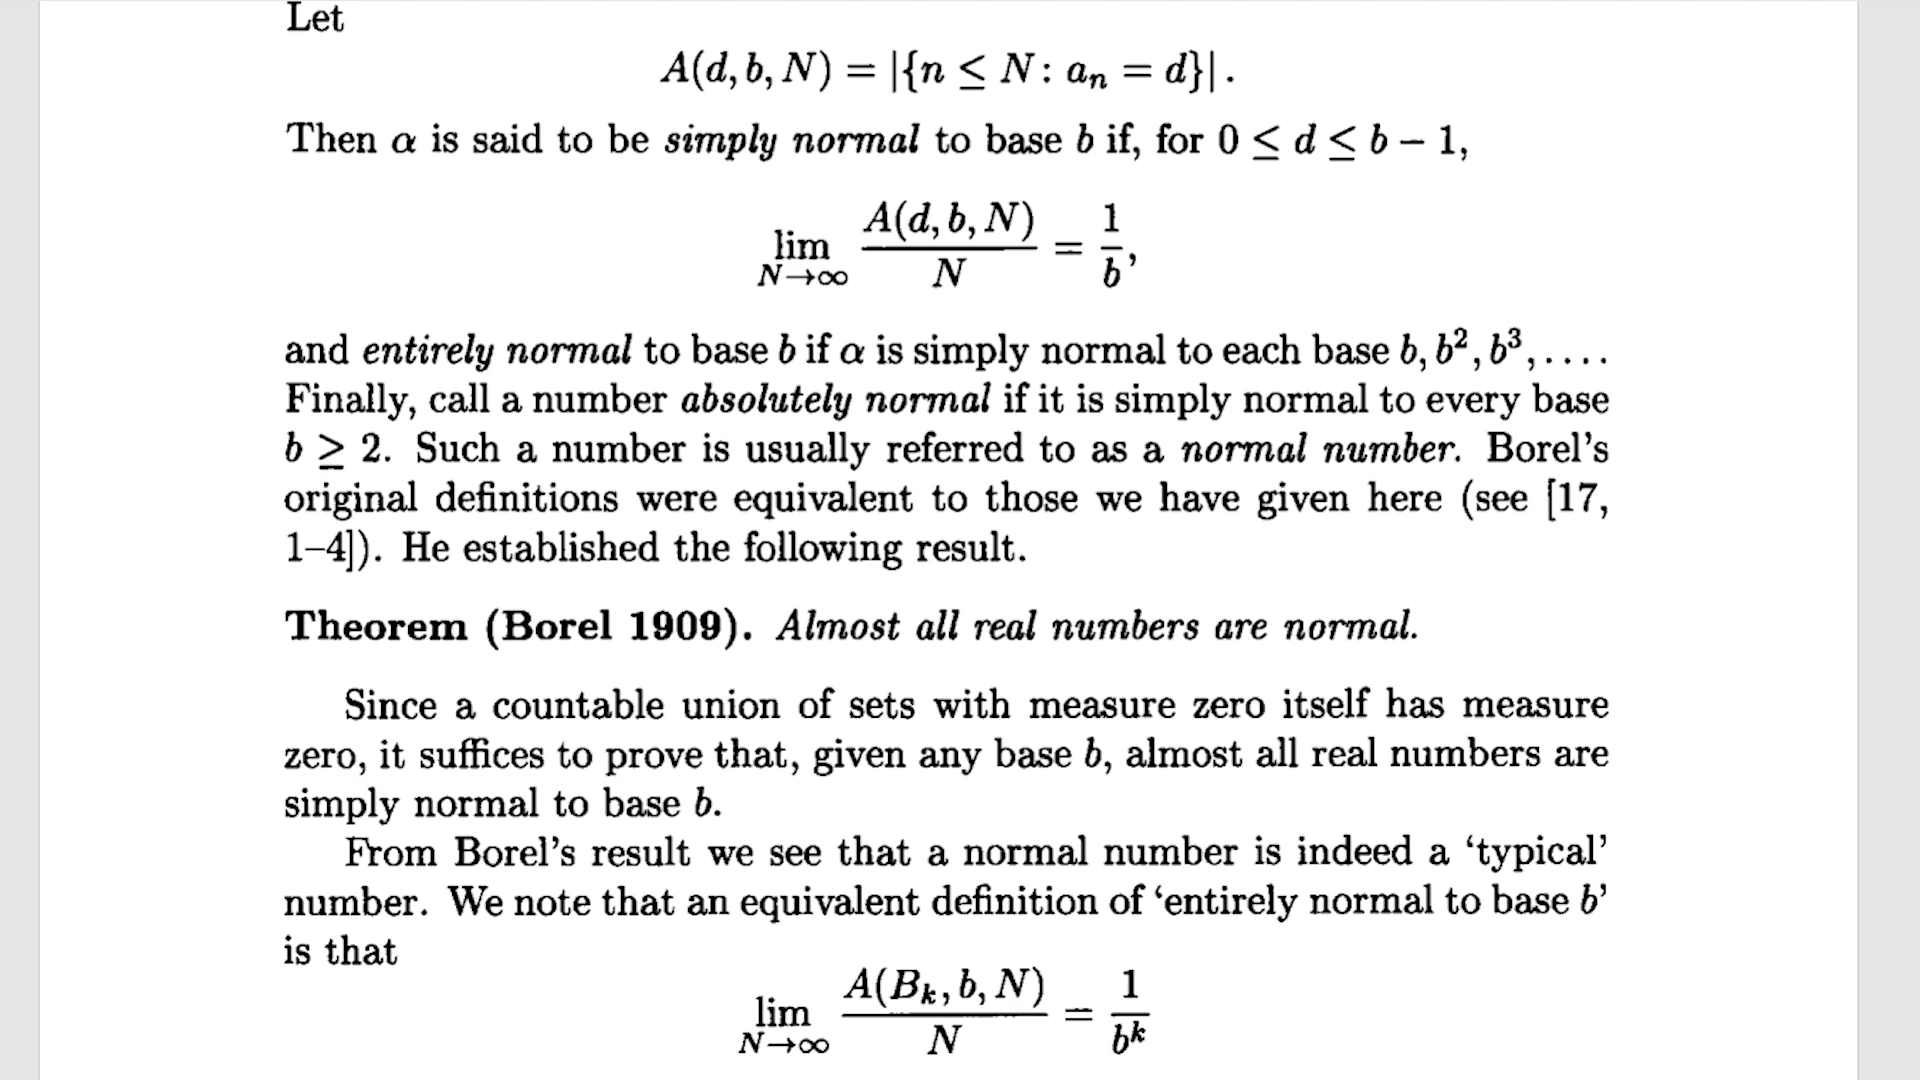 Let
A(d, b, N) = |{n ≤ N : aₙ = d}| .
Then α is said to be simply normal to base b if, for 0 ≤ d ≤ b − 1,
lim_{N→∞} A(d, b, N)/N = 1/b,
and entirely normal to base b if α is simply normal to each base b, b², b³, . . . .
Finally, call a number absolutely normal if it is simply normal to every base
b ≥ 2. Such a number is usually referred to as a normal number. Borel’s
original definitions were equivalent to those we have given here (see [17,
1–4]). He established the following result.
Theorem (Borel 1909). Almost all real numbers are normal.
Since a countable union of sets with measure zero itself has measure
zero, it suffices to prove that, given any base b, almost all real numbers are
simply normal to base b.
From Borel’s result we see that a normal number is indeed a ‘typical’
number. We note that an equivalent definition of ‘entirely normal to base b’
is that
lim_{N→∞} A(Bₖ, b, N)/N = 1/bᵏ